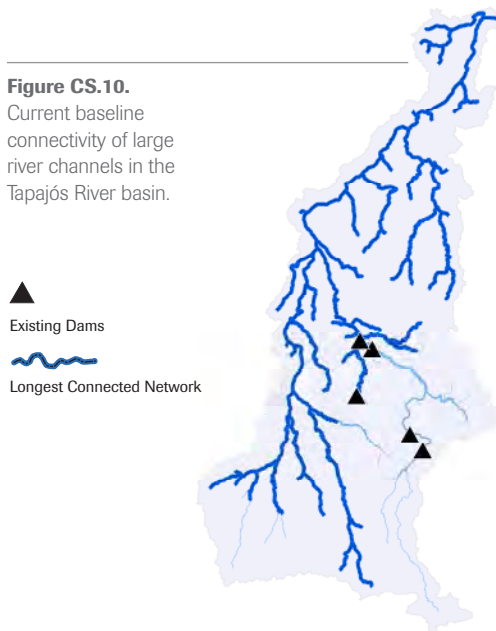 Figure CS.10.
Current baseline
connectivity of large
river channels in the
Tapajós River basin.
Existing Dams
Longest Connected Network